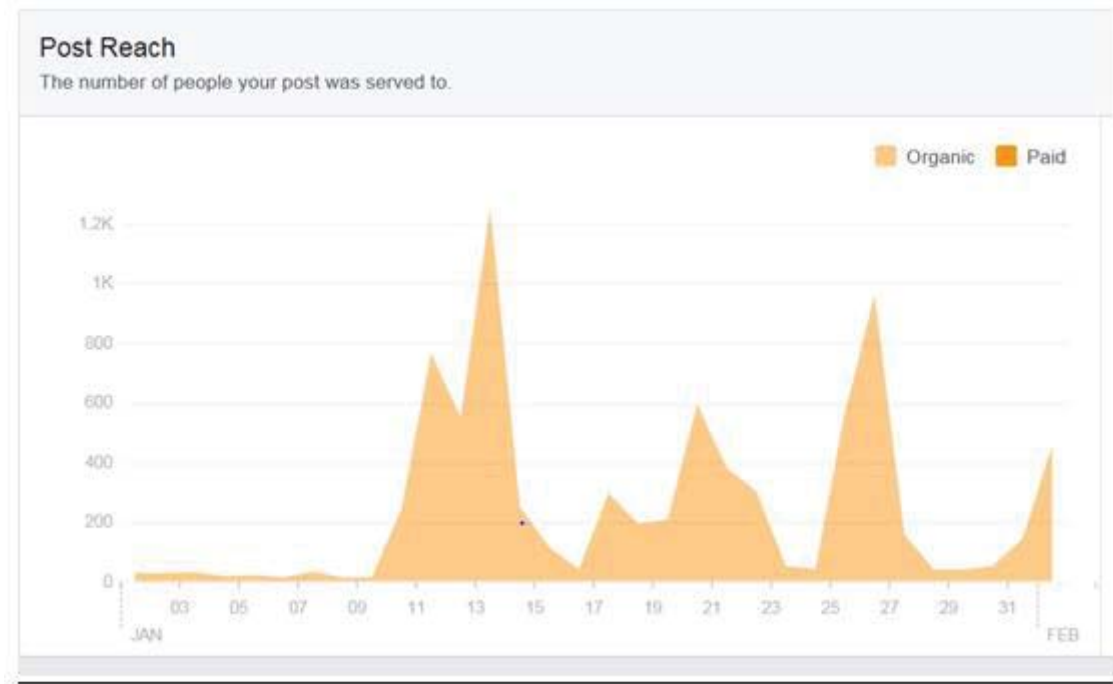 Post Reach
The number of people your post was served to.
Organic Paid
1.2K
1K
800
600
400
200
0
03 05 07 09 11 13 15 17 19 21 23 25 27 29 31
JAN FEB